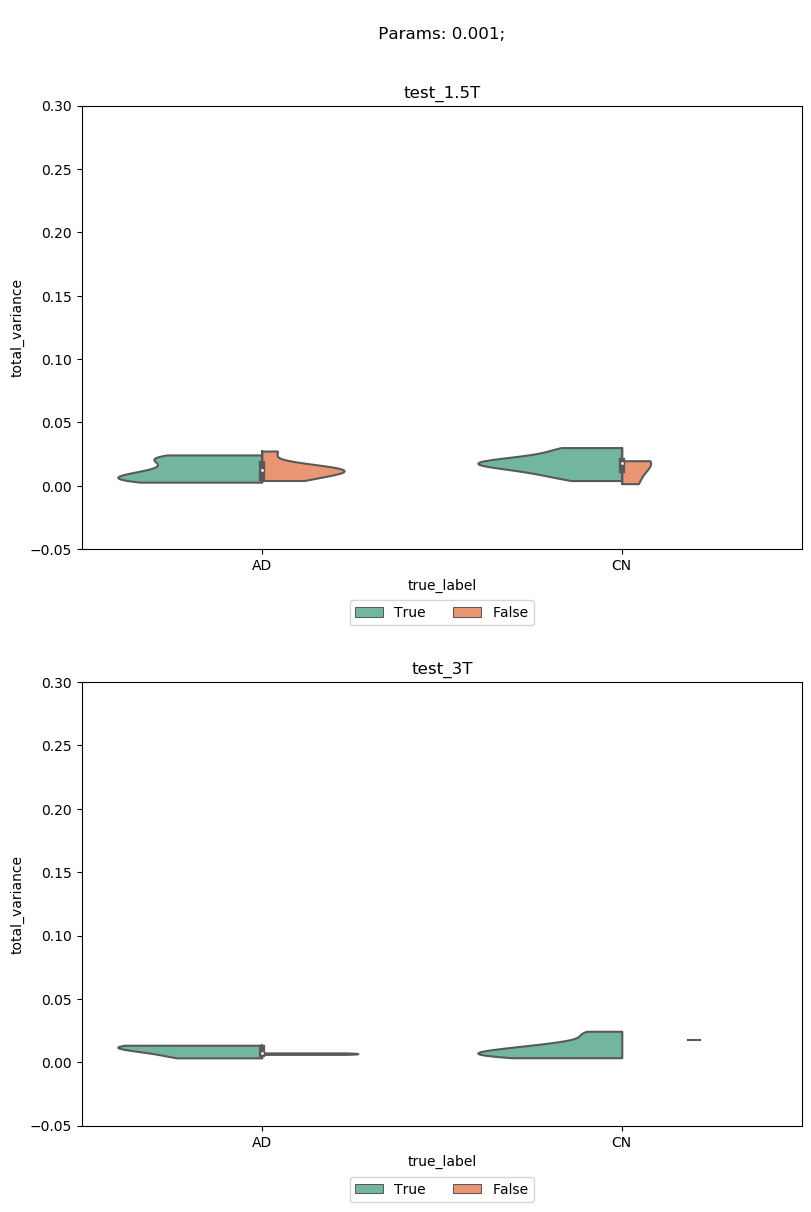 Params: 0.001;
test_1.5T
0.30
0.25
0.20
0.15
0.10
0.05
0.00
−0.05
total_variance
AD CN
true_label
True False
test_3T
0.30
0.25
0.20
0.15
0.10
0.05
0.00
−0.05
total_variance
AD CN
true_label
True False